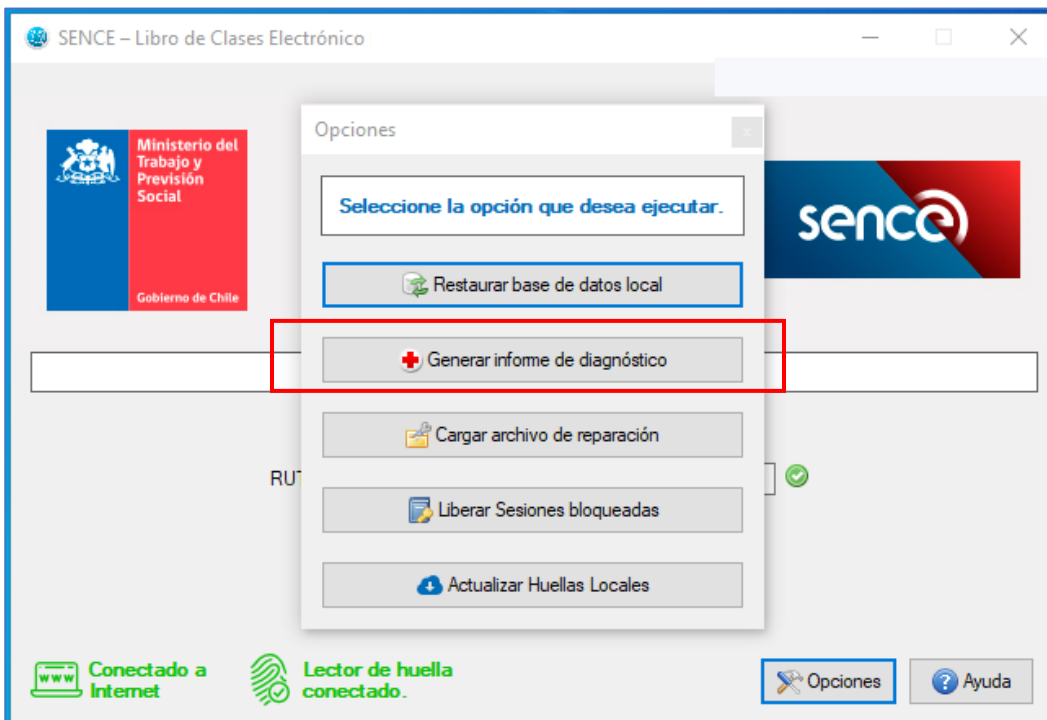 SENCE – Libro de Clases Electrónico
Opciones
Ministerio del
Trabajo y
Previsión
Social
Gobierno de Chile
sence
Seleccione la opción que desea ejecutar.
Restaurar base de datos local
Generar informe de diagnóstico
Cargar archivo de reparación
RUT
Liberar Sesiones bloqueadas
Actualizar Huellas Locales
www
Conectado a
Internet
Lector de huella
conectado.
Opciones
Ayuda